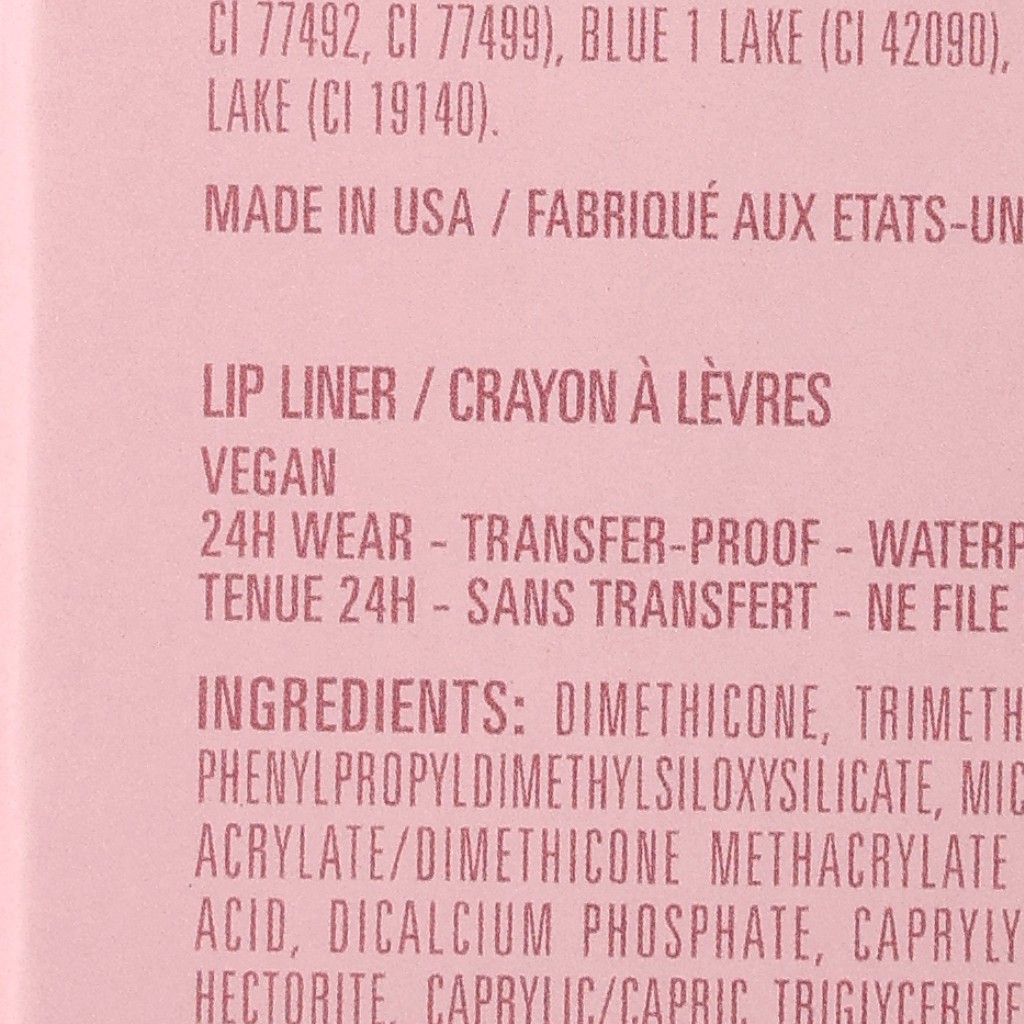 CI 77492, CI 77499), BLUE 1 LAKE (CI 42090),
LAKE (CI 19140).
MADE IN USA / FABRIQUÉ AUX ETATS-UN
LIP LINER / CRAYON À LÈVRES
VEGAN
24H WEAR - TRANSFER-PROOF - WATERP
TENUE 24H - SANS TRANSFERT - NE FILE
INGREDIENTS: DIMETHICONE, TRIMETH
PHENYLPROPYLDIMETHYLSILOXYSILICATE, MIC
ACRYLATE/DIMETHICONE METHACRYLATE
ACID, DICALCIUM PHOSPHATE, CAPRYLY
HECTORITE, CAPRYLIC/CAPRIC TRIGLYCERIDE